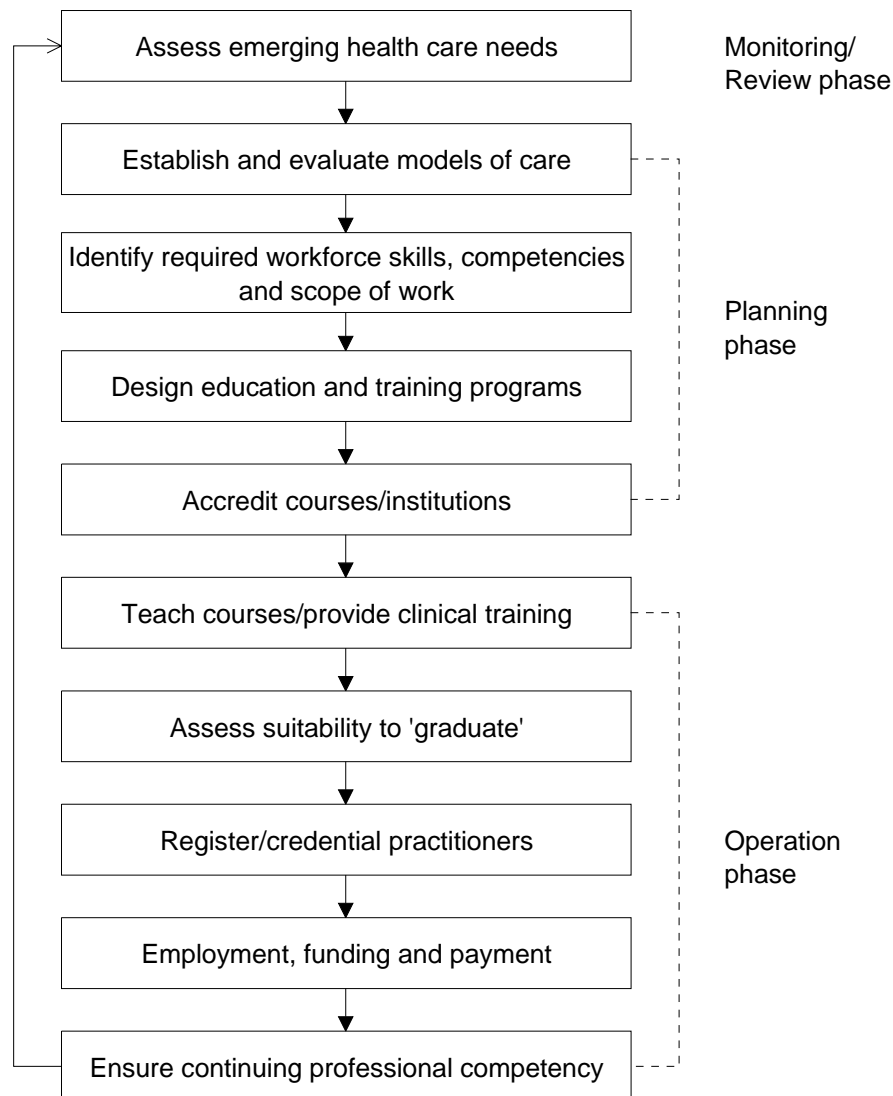 Assess emerging health care needs
Monitoring/
Review phase
Establish and evaluate models of care
Identify required workforce skills, competencies
and scope of work
Planning
phase
Design education and training programs
Accredit courses/institutions
Teach courses/provide clinical training
Assess suitability to 'graduate'
Register/credential practitioners
Operation
phase
Employment, funding and payment
Ensure continuing professional competency